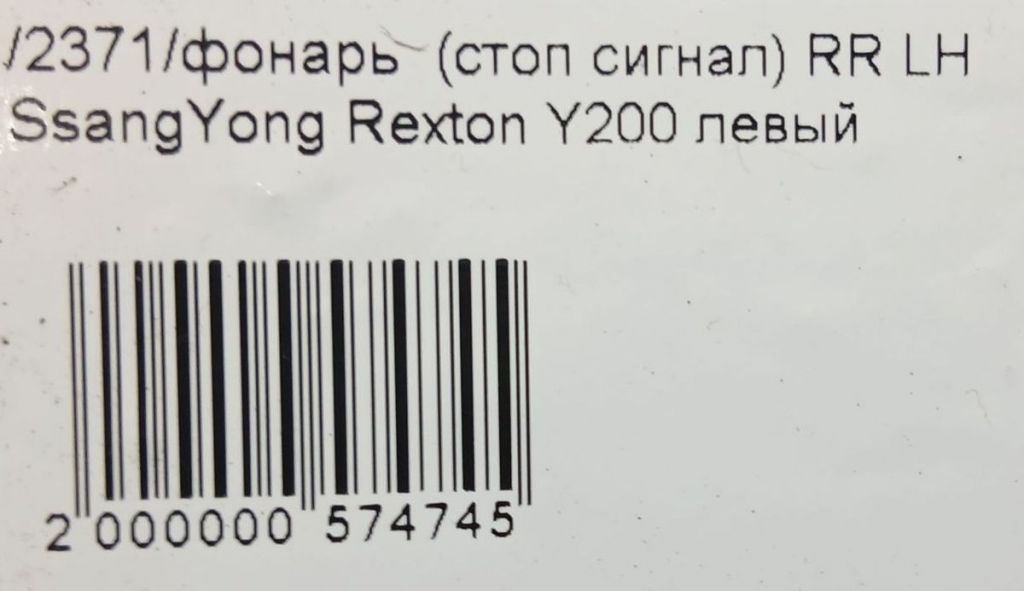 /2371/фонарь (стоп сигнал) RR LH
SsangYong Rexton Y200 левый
2 000000 574745